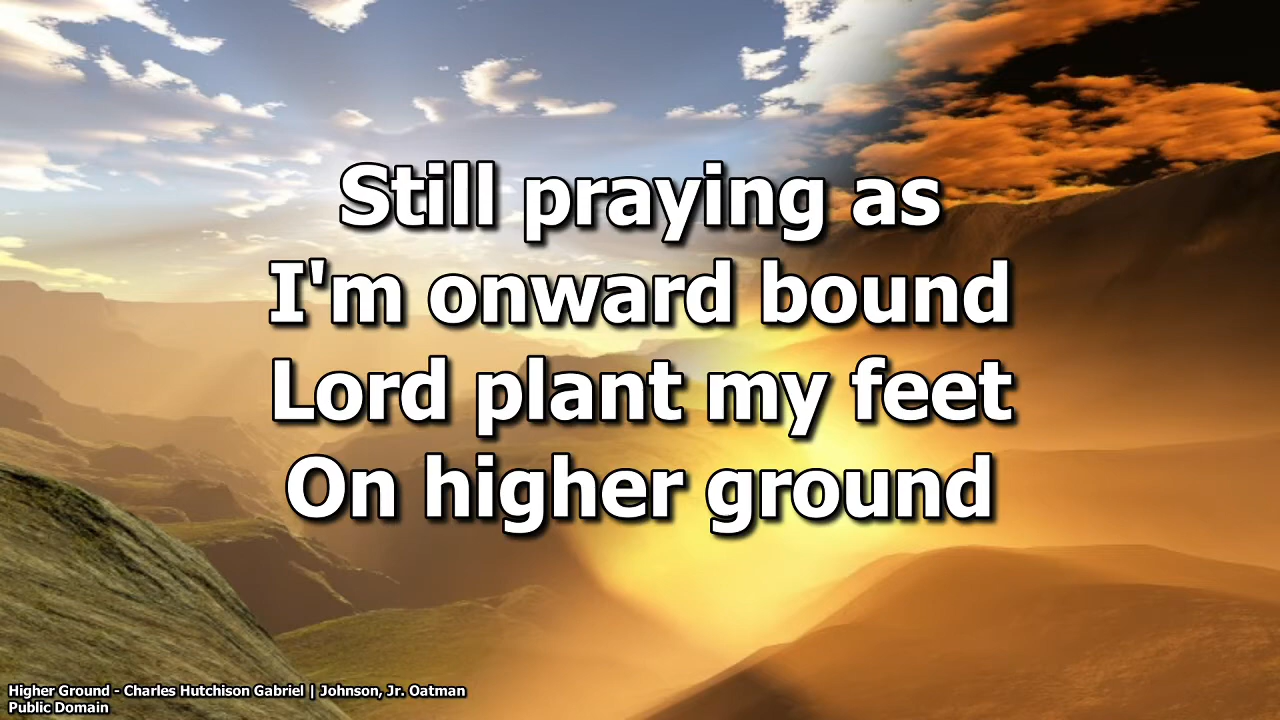 Still praying as
I'm onward bound
Lord plant my feet
On higher ground
Higher Ground - Charles Hutchison Gabriel | Johnson, Jr. Oatman
Public Domain